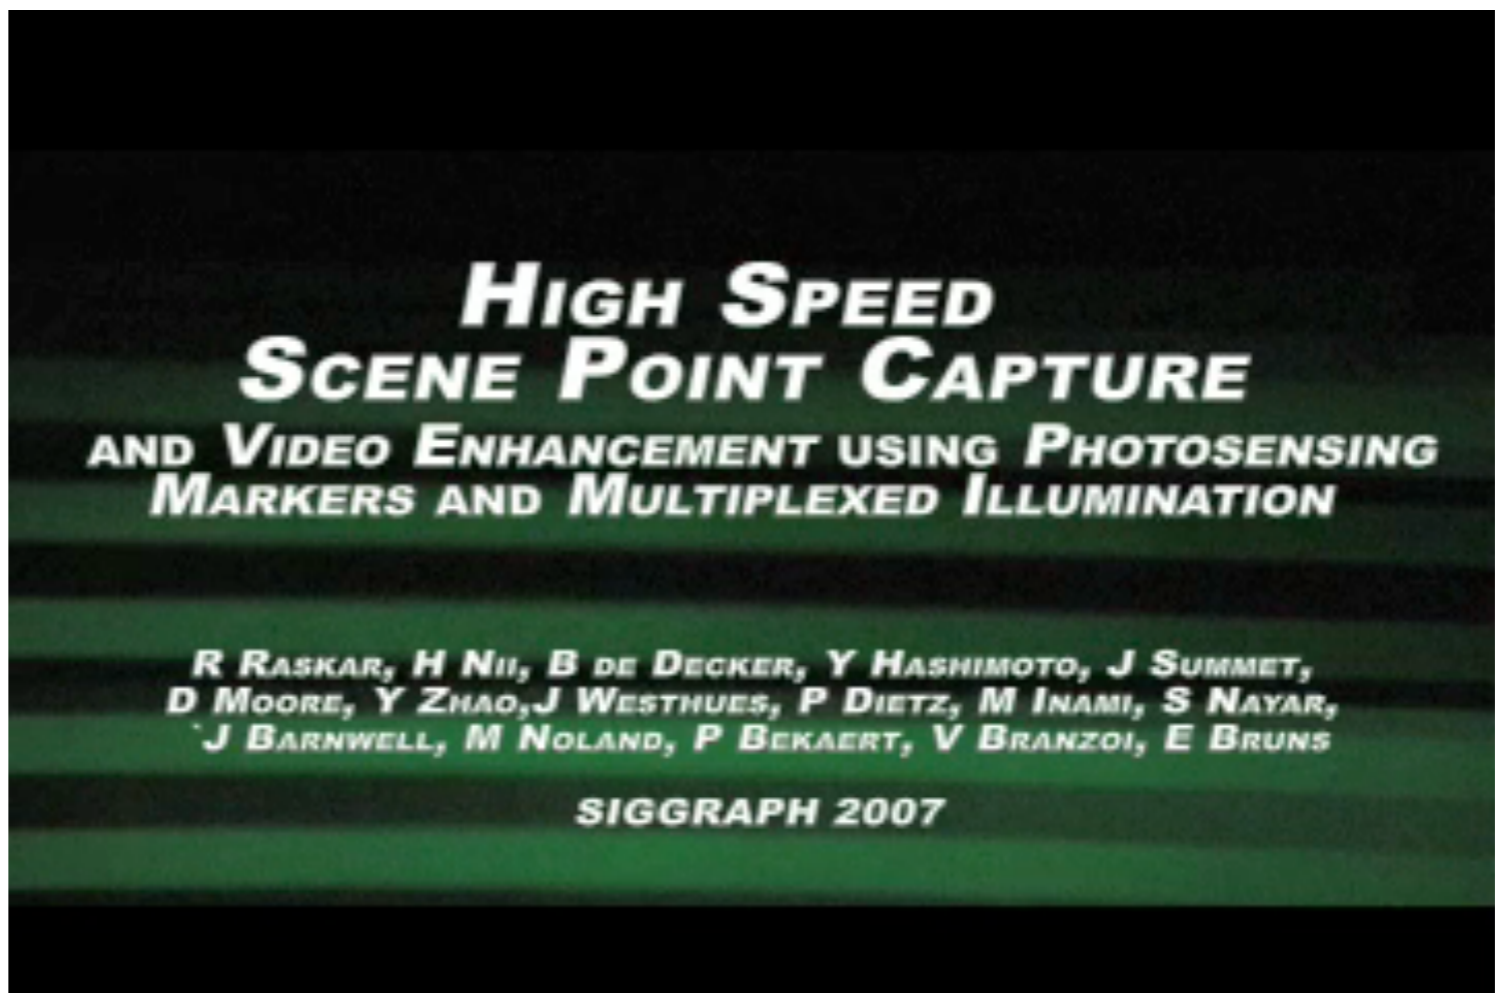 HIGH SPEED
SCENE POINT CAPTURE
AND VIDEO ENHANCEMENT USING PHOTOSENSING
MARKERS AND MULTIPLEXED ILLUMINATION
R RASKAR, H NII, B DE DECKER, Y HASHIMOTO, J SUMMET,
D MOORE, Y ZHAO,J WESTHUES, P DIETZ, M INAMI, S NAYAR,
`J BARNWELL, M NOLAND, P BEKAERT, V BRANZOI, E BRUNS
SIGGRAPH 2007